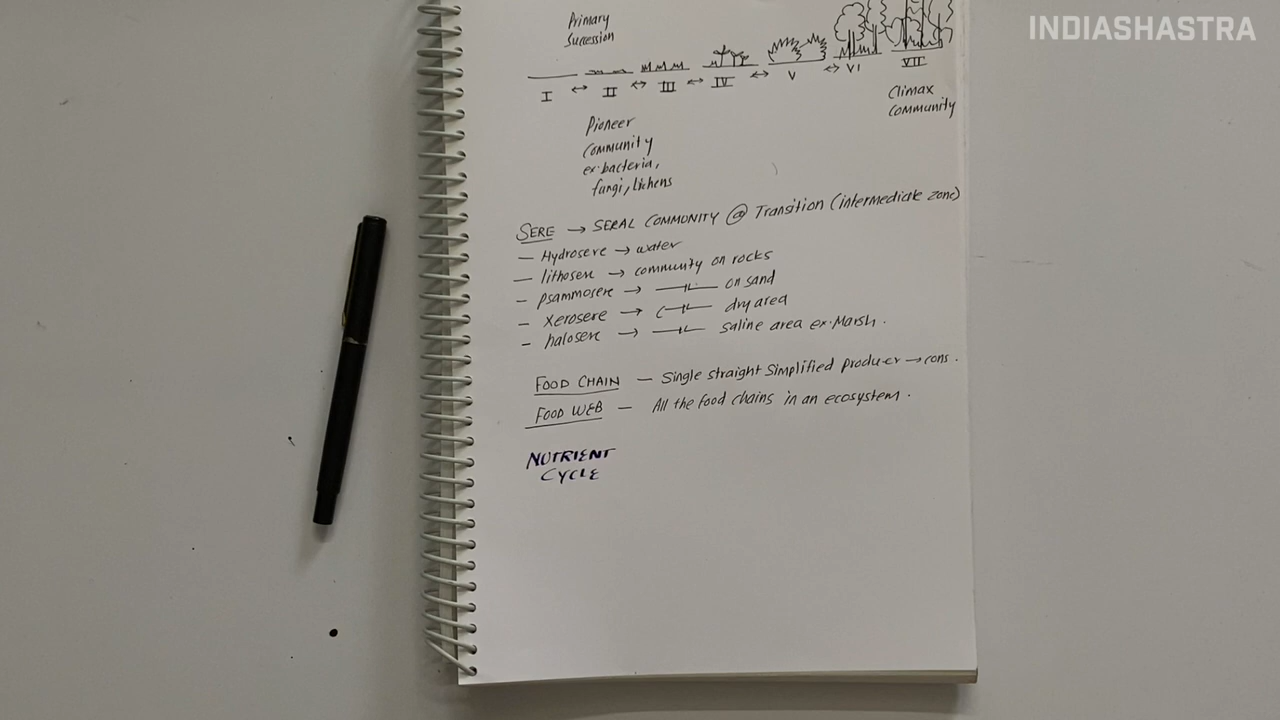 INDIASHASTRA
Primary
Succession
I ↔ II ↔ III ↔ IV ↔ V ↔ VI VII
Climax
Community
Pioneer
Community
ex. bacteria,
fungi, lichens
SERE → SERAL COMMUNITY @ Transition (intermediate zone)
– Hydrosere → water
– lithosere → community on rocks
– psammosere → —〃— on sand
– Xerosere → —〃— dry area
– halosere → —〃— saline area ex. Marsh.
FOOD CHAIN – Single straight simplified producer → cons.
FOOD WEB – All the food chains in an ecosystem.
NUTRIENT
CYCLE